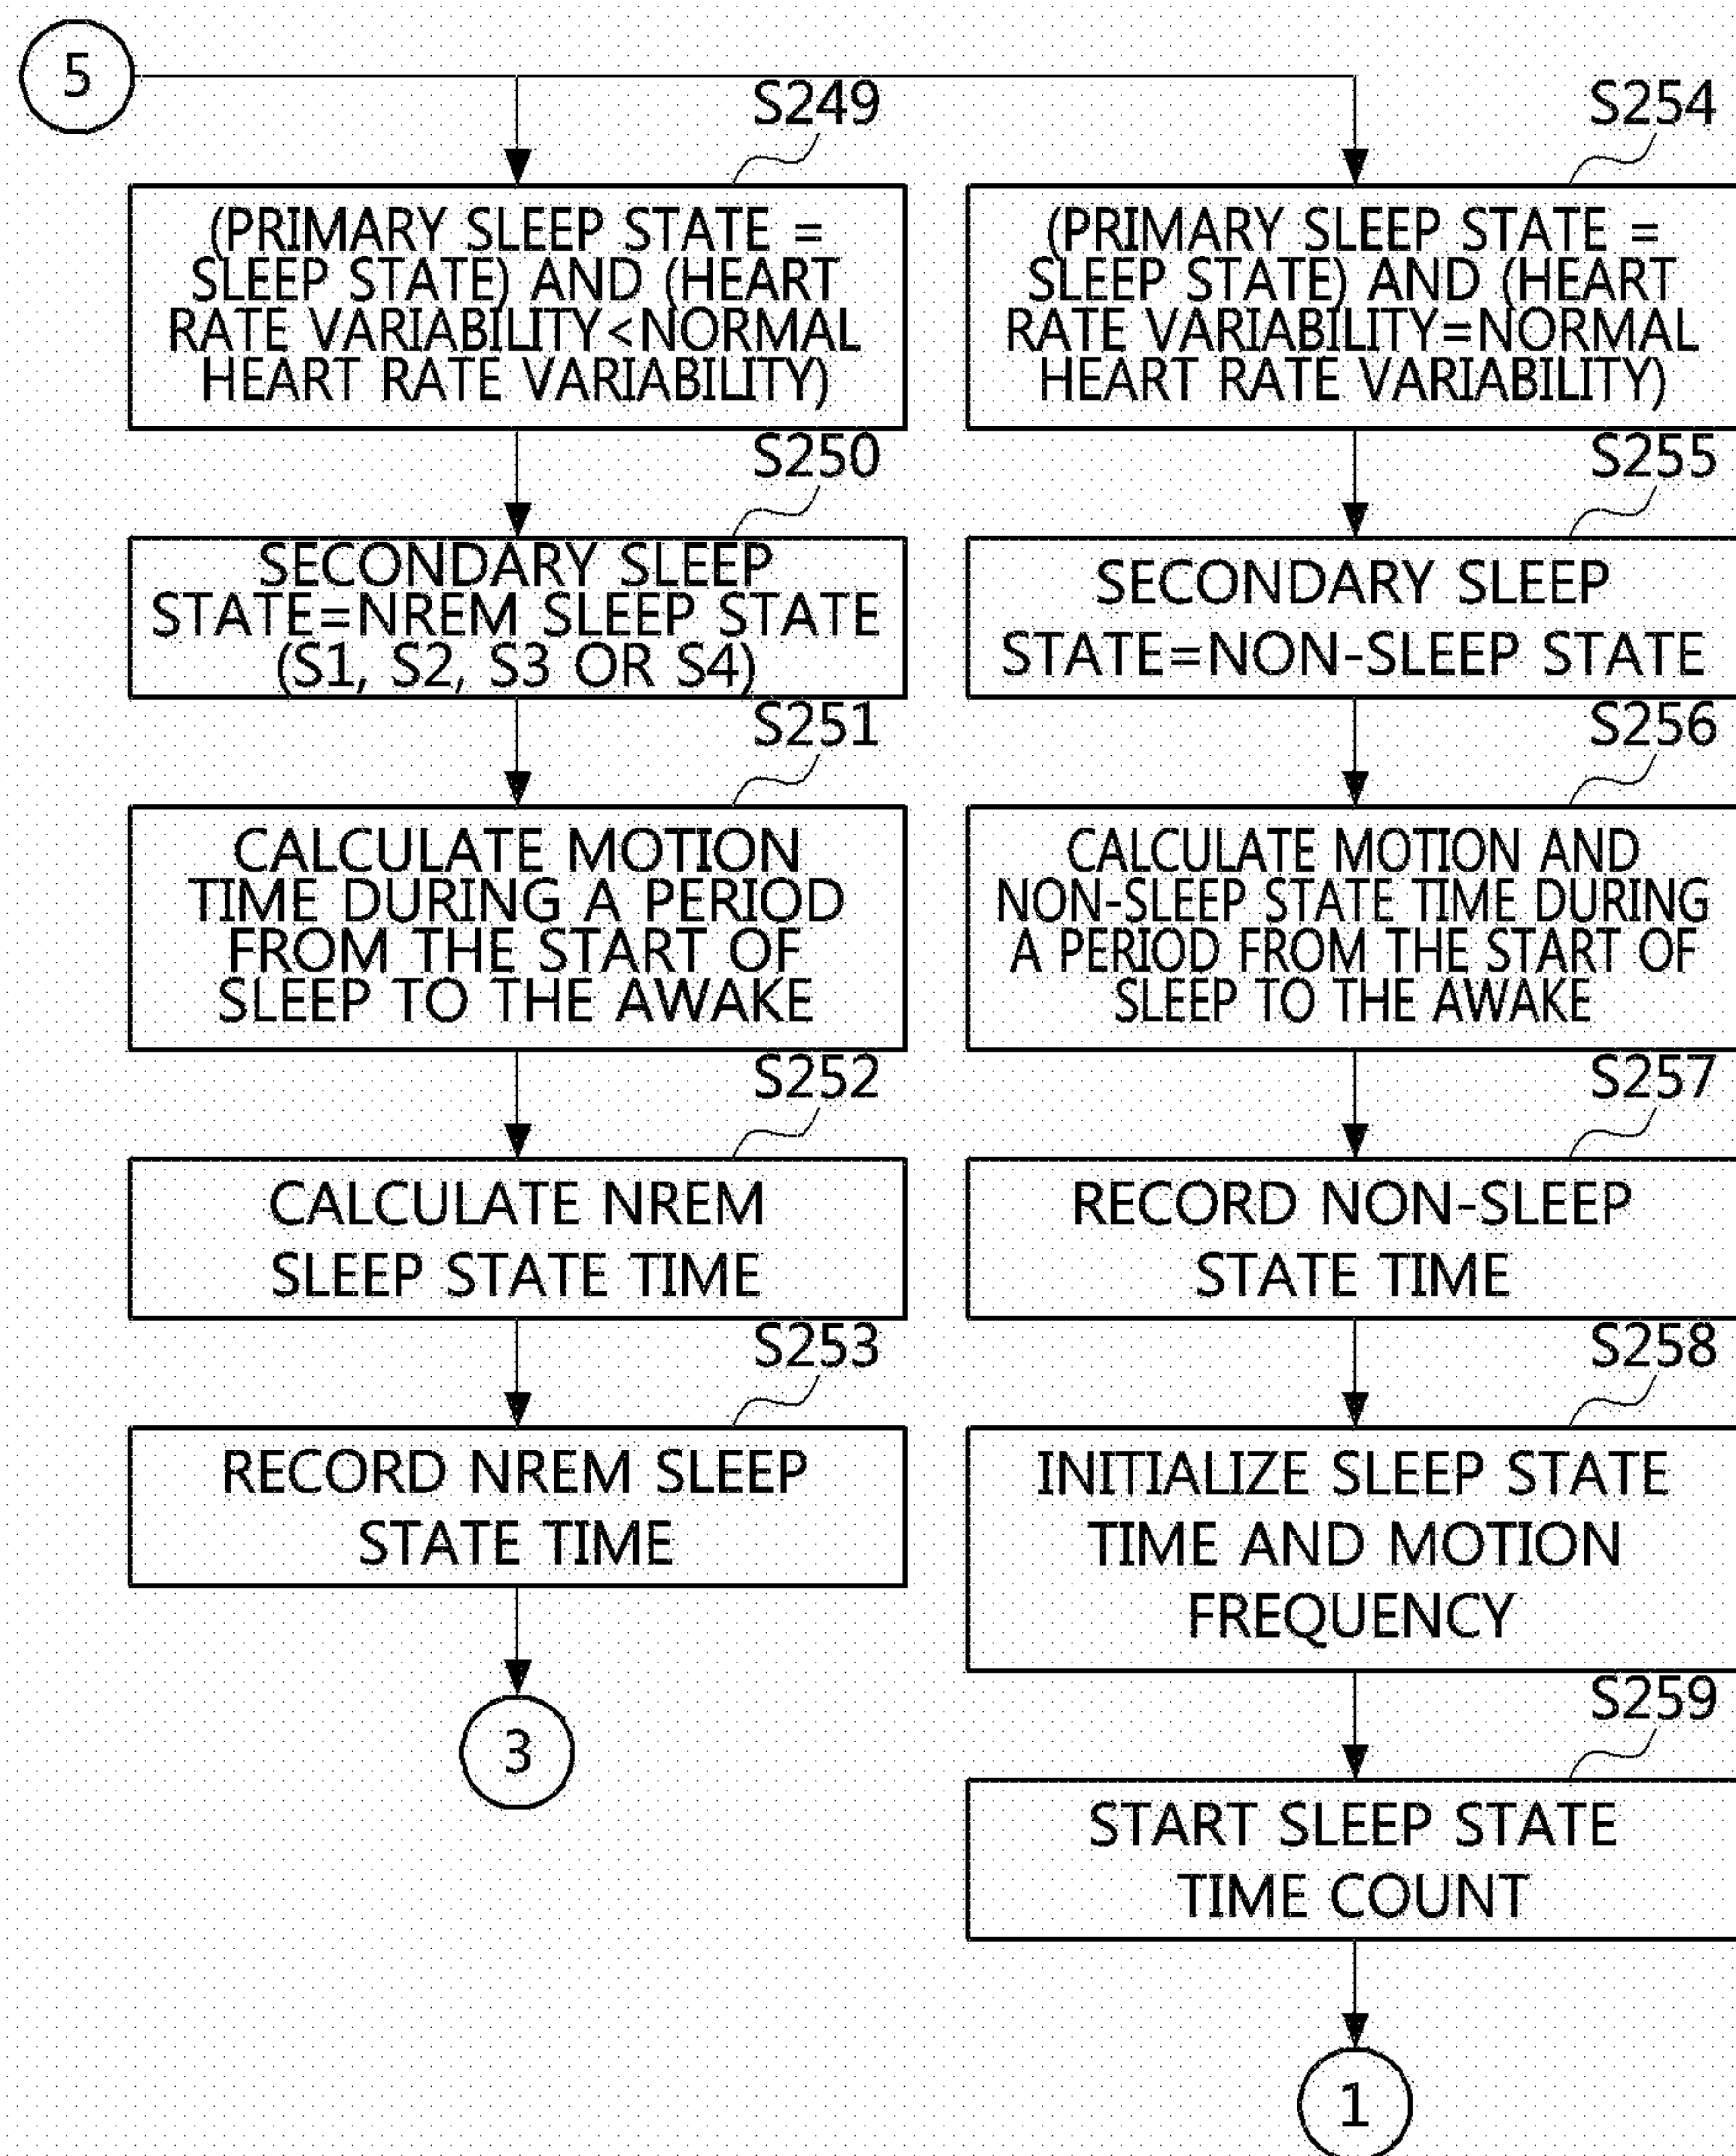 5
S249
(PRIMARY SLEEP STATE =
SLEEP STATE) AND (HEART
RATE VARIABILITY<NORMAL
HEART RATE VARIABILITY)
S250
SECONDARY SLEEP
STATE=NREM SLEEP STATE
(S1, S2, S3 OR S4)
S251
CALCULATE MOTION
TIME DURING A PERIOD
FROM THE START OF
SLEEP TO THE AWAKE
S252
CALCULATE NREM
SLEEP STATE TIME
S253
RECORD NREM SLEEP
STATE TIME
3
S254
(PRIMARY SLEEP STATE =
SLEEP STATE) AND (HEART
RATE VARIABILITY=NORMAL
HEART RATE VARIABILITY)
S255
SECONDARY SLEEP
STATE=NON-SLEEP STATE
S256
CALCULATE MOTION AND
NON-SLEEP STATE TIME DURING
A PERIOD FROM THE START OF
SLEEP TO THE AWAKE
S257
RECORD NON-SLEEP
STATE TIME
S258
INITIALIZE SLEEP STATE
TIME AND MOTION
FREQUENCY
S259
START SLEEP STATE
TIME COUNT
1